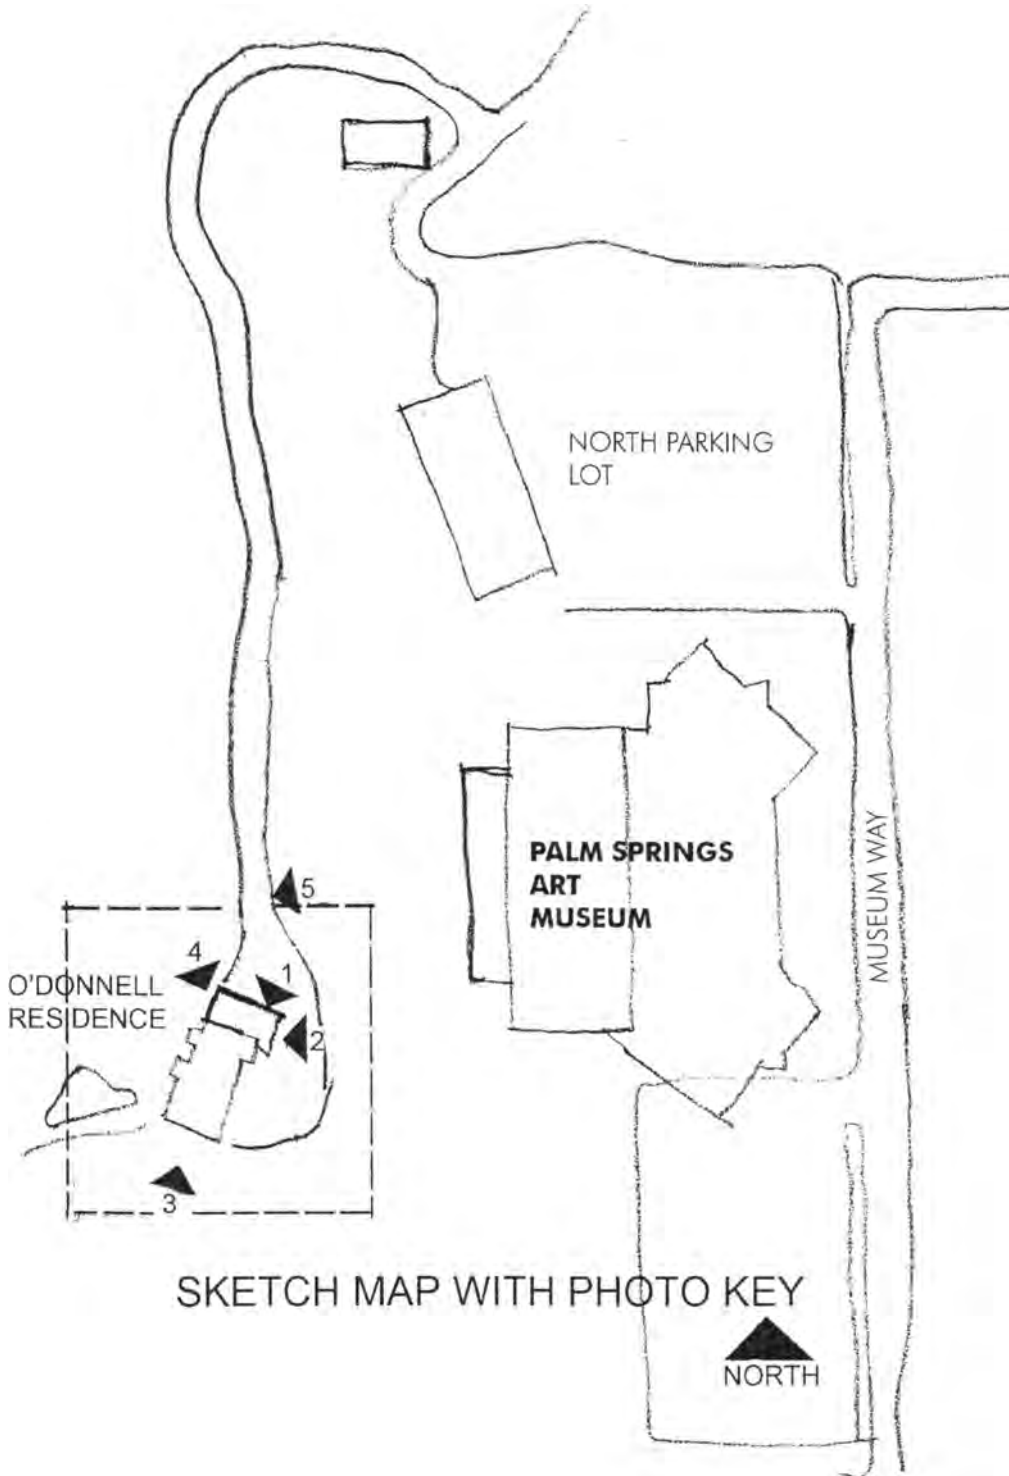 NORTH PARKING
LOT
PALM SPRINGS
ART
MUSEUM
MUSEUM WAY
5
4
1
O'DONNELL
RESIDENCE
2
3
SKETCH MAP WITH PHOTO KEY
NORTH